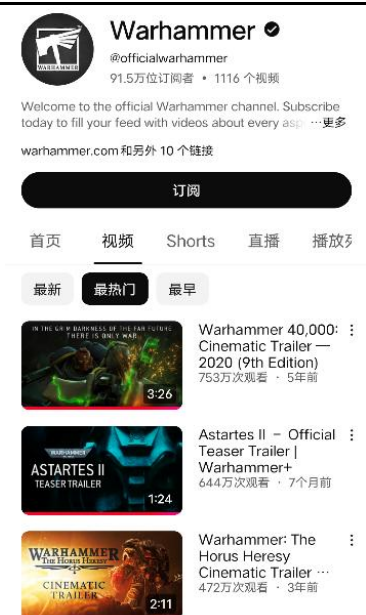 WARHAMMER
Warhammer
@officialwarhammer
91.5万位订阅者 • 1116 个视频
Welcome to the official Warhammer channel. Subscribe
today to fill your feed with videos about every asp ···更多
warhammer.com 和另外 10 个链接
订阅
首页 视频 Shorts 直播 播放列
最新 最热门 最早
IN THE GRIM DARKNESS OF THE FAR FUTURE
THERE IS ONLY WAR
3:26
Warhammer 40,000:
Cinematic Trailer —
2020 (9th Edition)
753万次观看 · 5年前
WARHAMMER
ASTARTES II
TEASER TRAILER
1:24
Astartes II – Official
Teaser Trailer |
Warhammer+
644万次观看 · 7个月前
WARHAMMER
THE HORUS HERESY
CINEMATIC
TRAILER
2:11
Warhammer: The
Horus Heresy
Cinematic Trailer ···
472万次观看 · 3年前